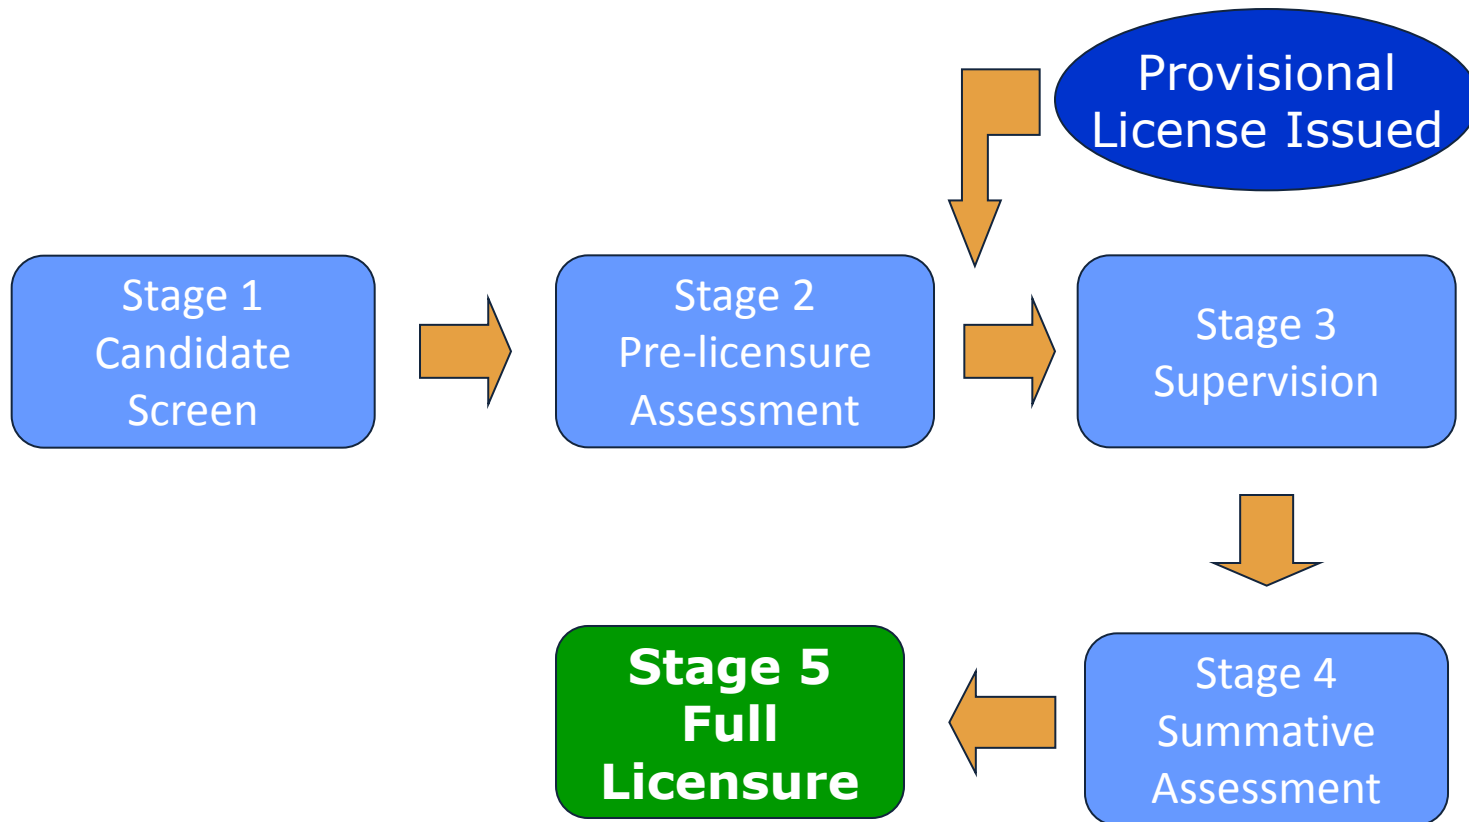 Provisional
License Issued
Stage 1
Candidate
Screen
Stage 2
Pre-licensure
Assessment
Stage 3
Supervision
Stage 5
Full
Licensure
Stage 4
Summative
Assessment